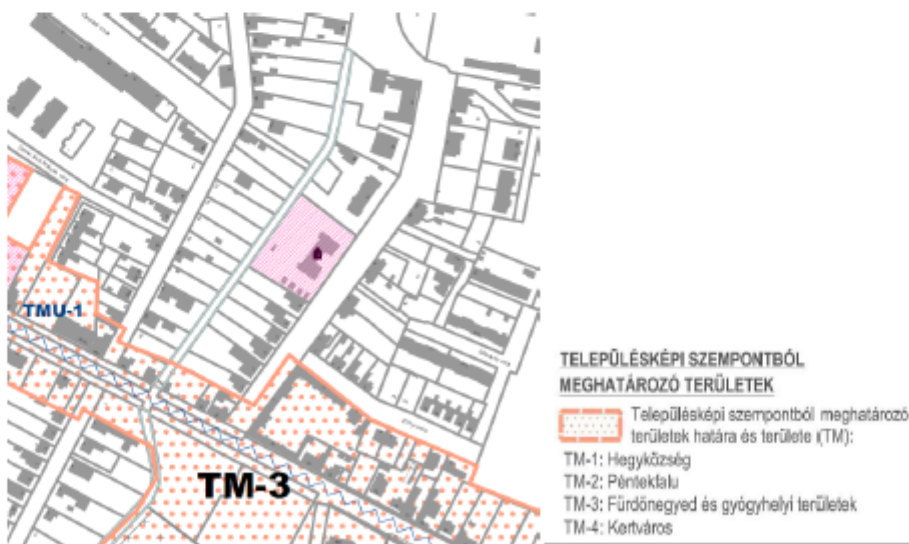 TMU-1
TM-3
TELEPÜLÉSKÉPI SZEMPONTBÓL
MEGHATÁROZÓ TERÜLETEK
Településképi szempontból meghatározó
területek határa és területe (TM):
TM-1: Hegyközség
TM-2: Péntekfalu
TM-3: Fürdőnegyed és gyógyhelyi területek
TM-4: Kertváros